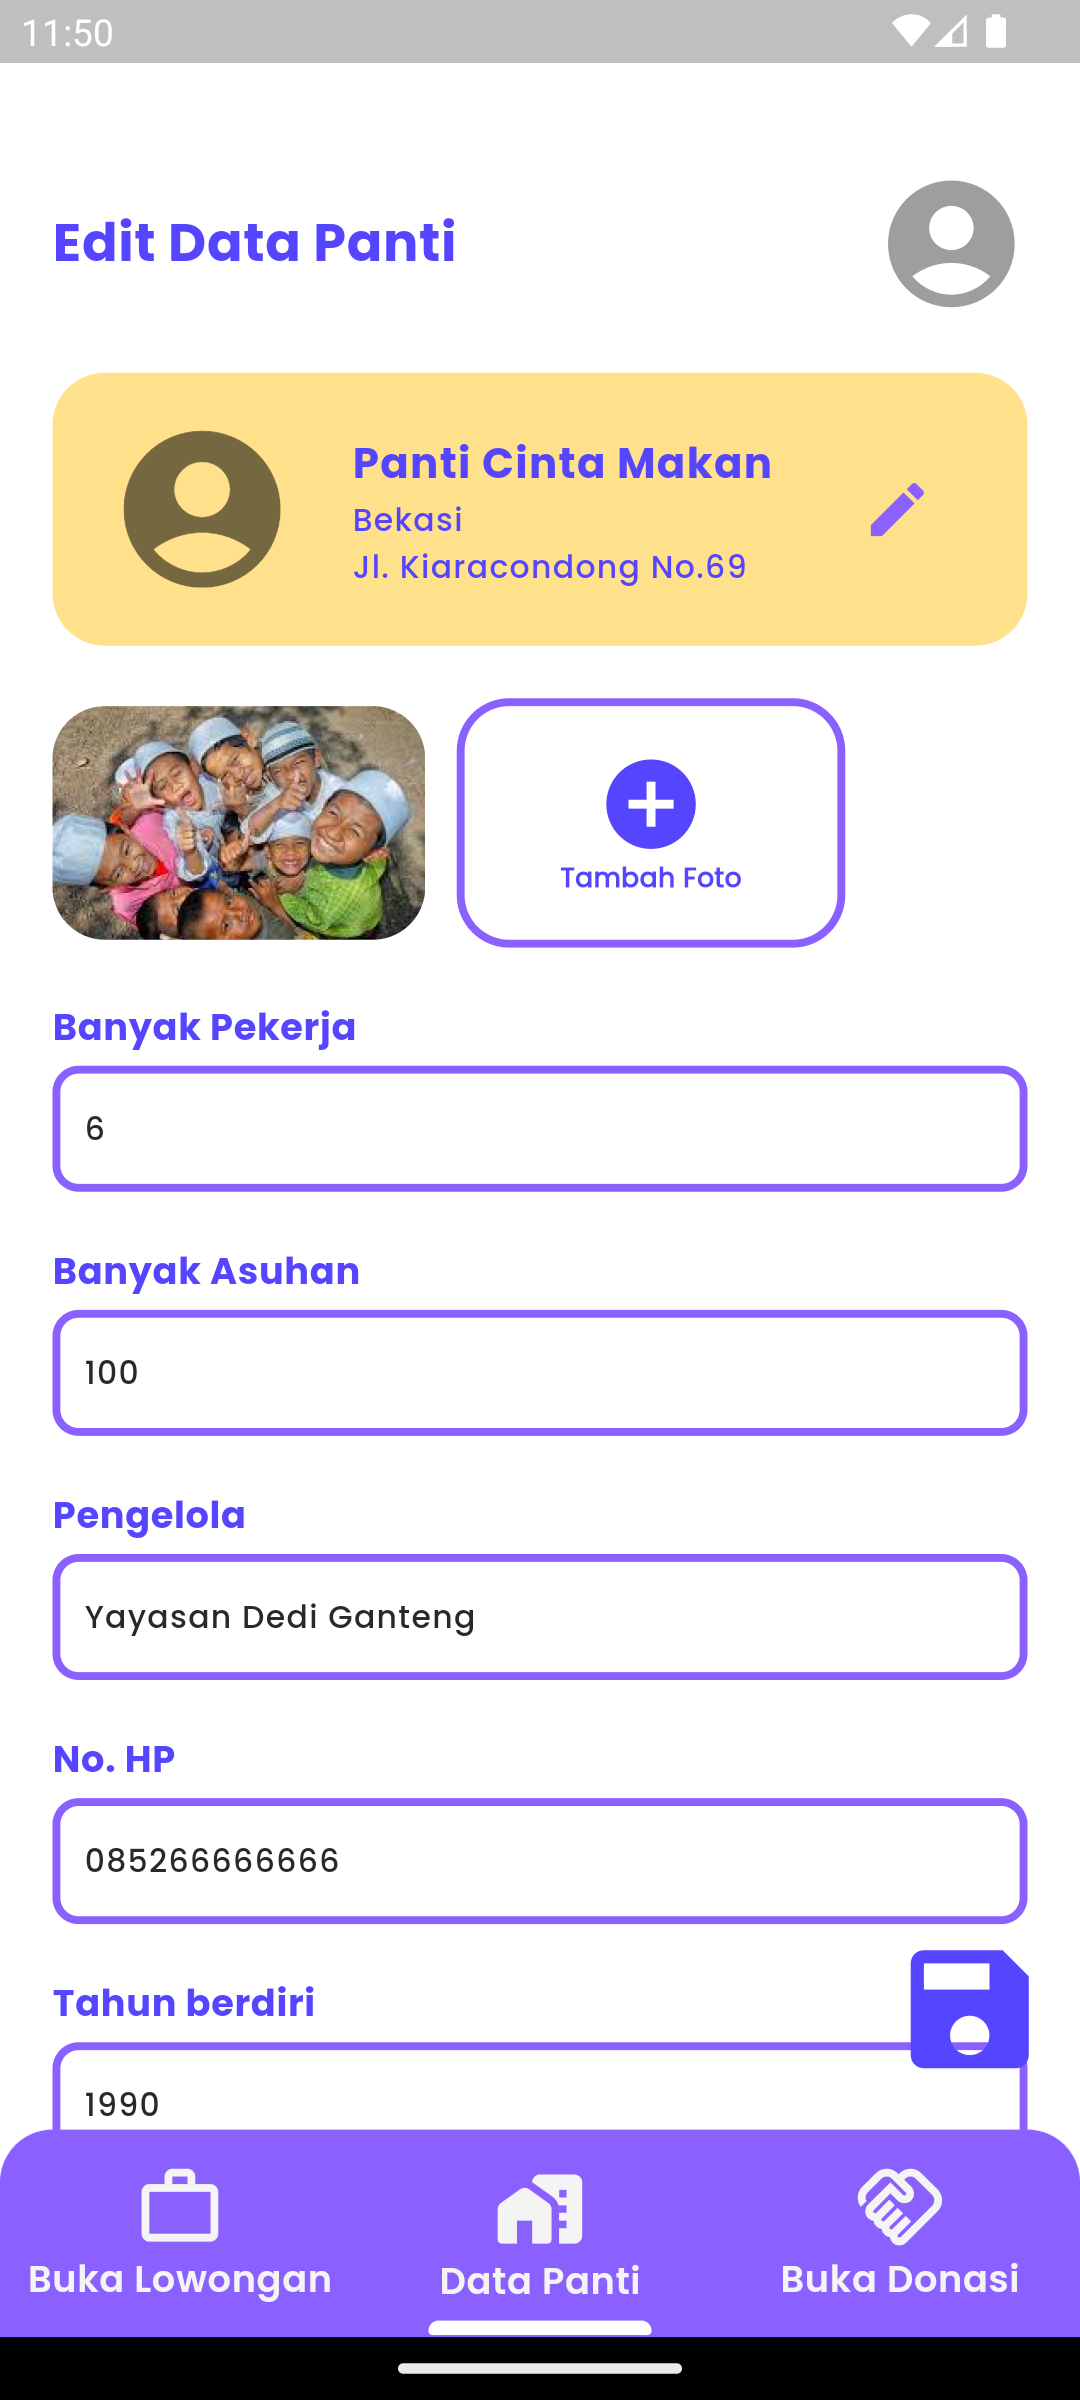 11:50
Edit Data Panti
Panti Cinta Makan
Bekasi
Jl. Kiaracondong No.69
Tambah Foto
Banyak Pekerja
6
Banyak Asuhan
100
Pengelola
Yayasan Dedi Ganteng
No. HP
085266666666
Tahun berdiri
1990
Buka Lowongan
Data Panti
Buka Donasi